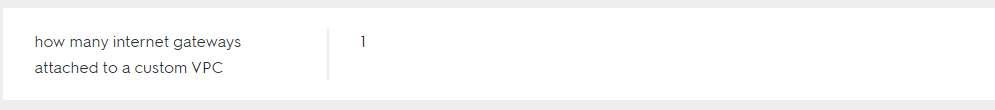 how many internet gateways
attached to a custom VPC
1